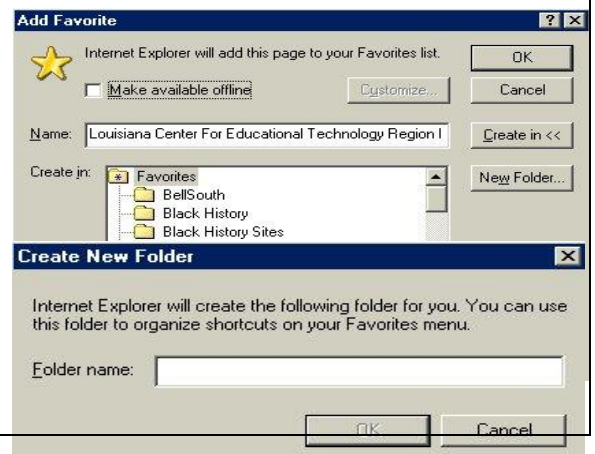 Add Favorite
Internet Explorer will add this page to your Favorites list.
OK
Make available offline
Customize...
Cancel
Name: Louisiana Center For Educational Technology Region I
Create in <<
Create in:
Favorites
New Folder...
BellSouth
Black History
Black History Sites
Create New Folder
Internet Explorer will create the following folder for you. You can use
this folder to organize shortcuts on your Favorites menu.
Folder name:
OK
Cancel